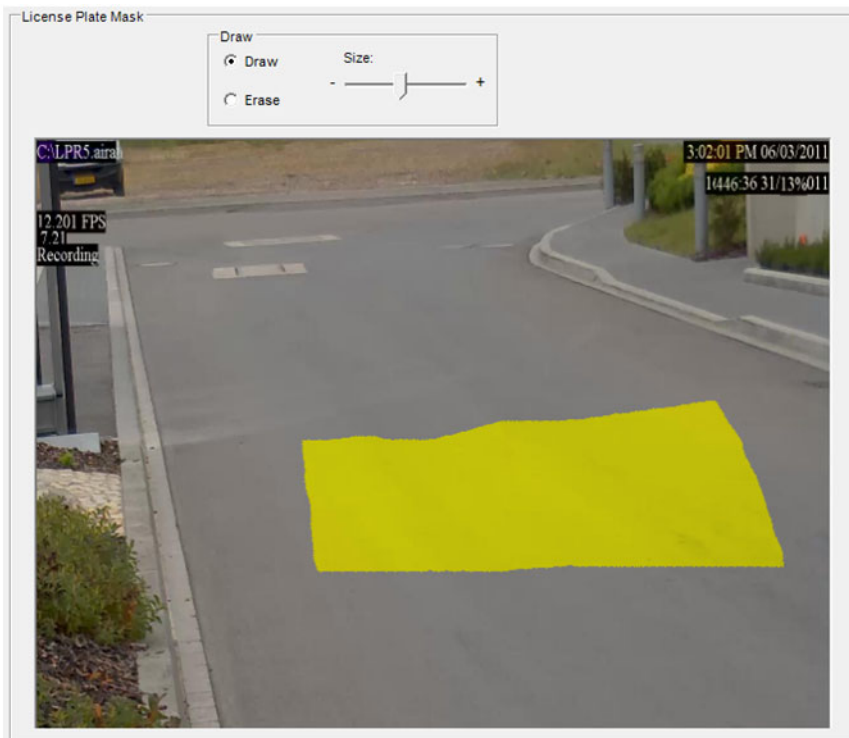 License Plate Mask
Draw
Draw
Size:
- +
Erase
C:\LPR5.airal
3:02:01 PM 06/03/2011
12.201 FPS
7.21
Recording